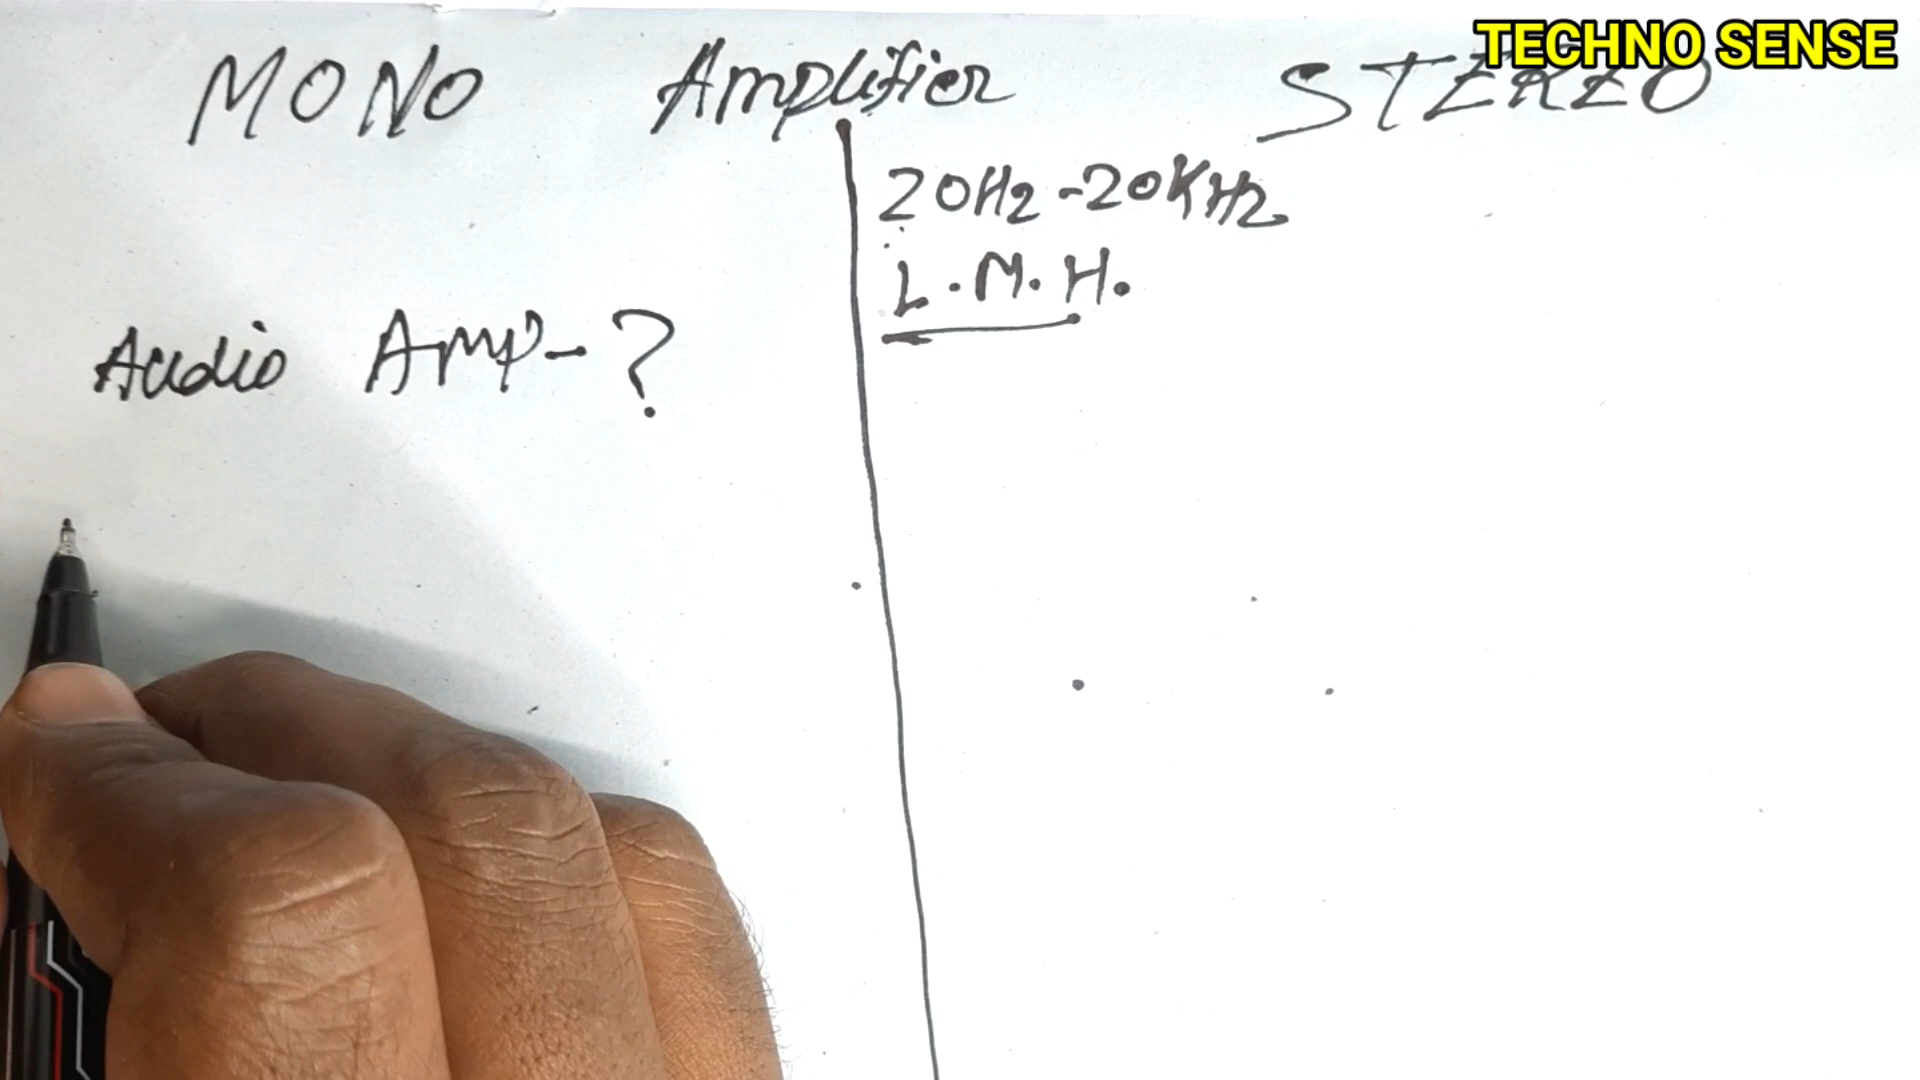 TECHNO SENSE
MONO Amplifier STEREO
20Hz-20KHz
L.M.H.
Audio Amp-?